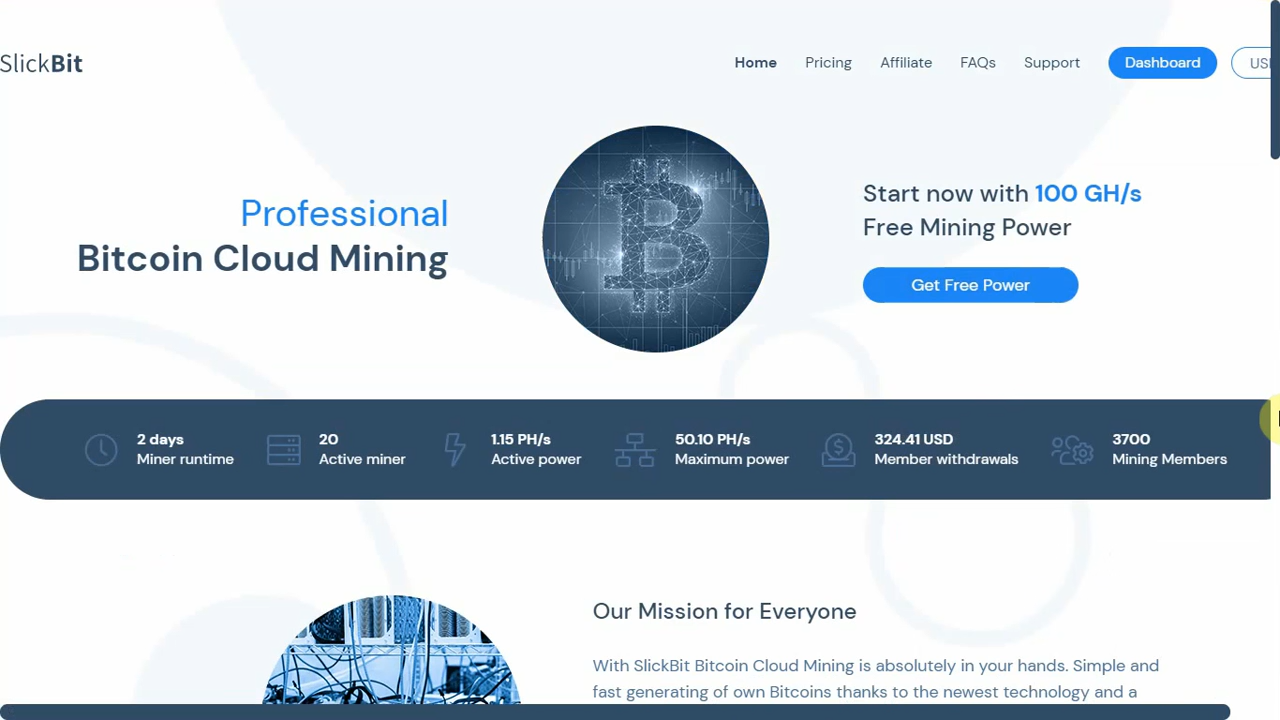 SlickBit
Home Pricing Affiliate FAQs Support Dashboard
Professional
Bitcoin Cloud Mining
Start now with 100 GH/s
Free Mining Power
Get Free Power
2 days
Miner runtime
20
Active miner
1.15 PH/s
Active power
50.10 PH/s
Maximum power
324.41 USD
Member withdrawals
3700
Mining Members
Our Mission for Everyone
With SlickBit Bitcoin Cloud Mining is absolutely in your hands. Simple and
fast generating of own Bitcoins thanks to the newest technology and a